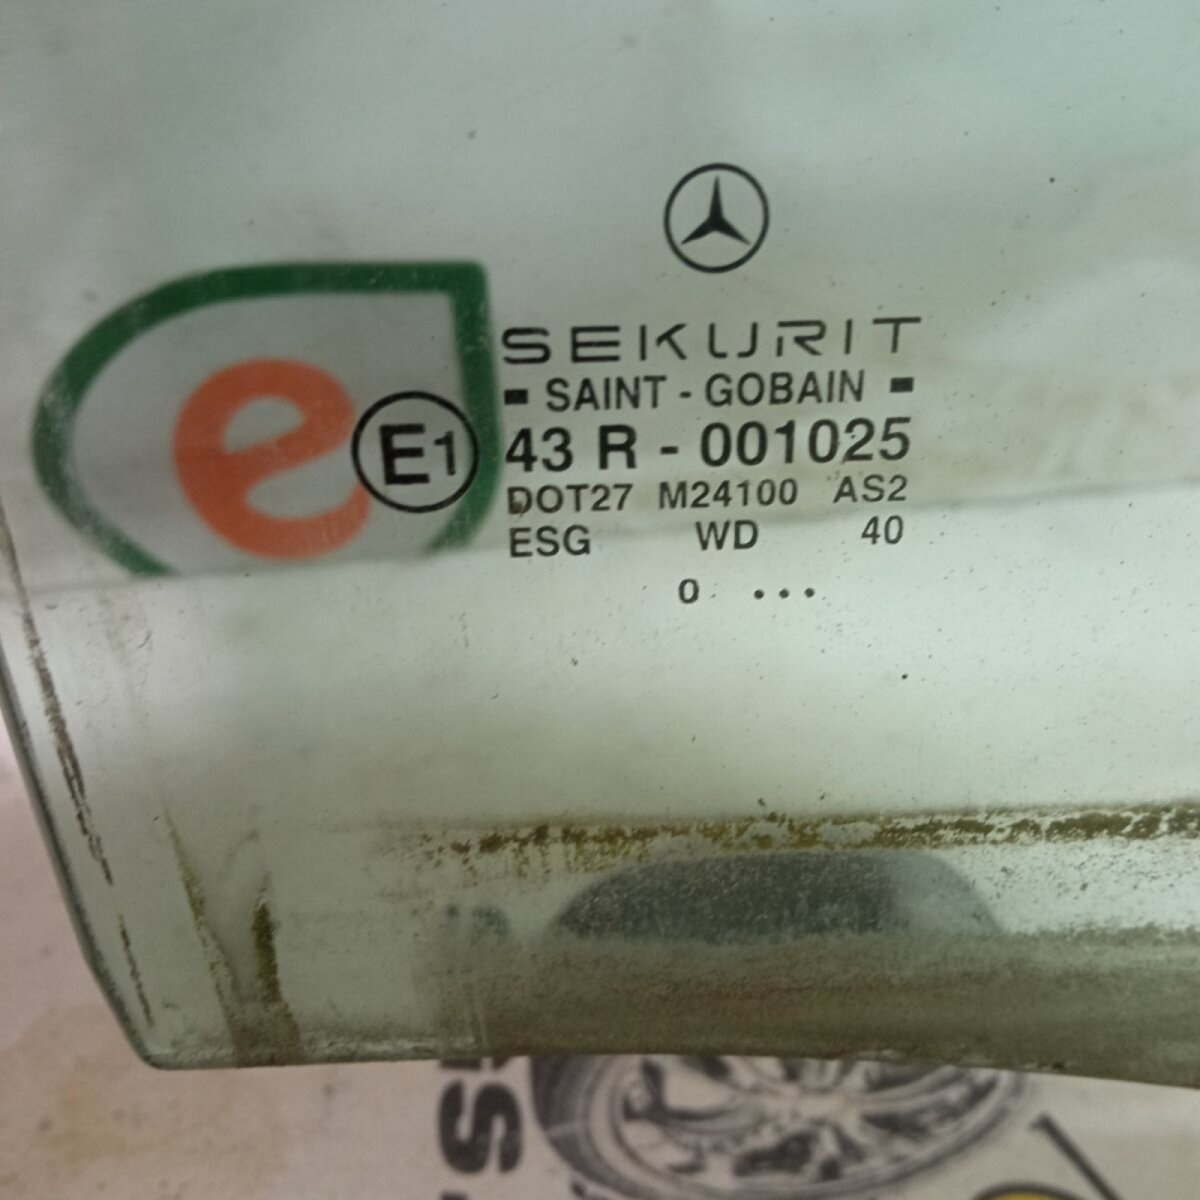 SEKURIT
- SAINT - GOBAIN -
e
E1
43 R - 001025
DOT27 M24100 AS2
ESG WD 40
0 ...